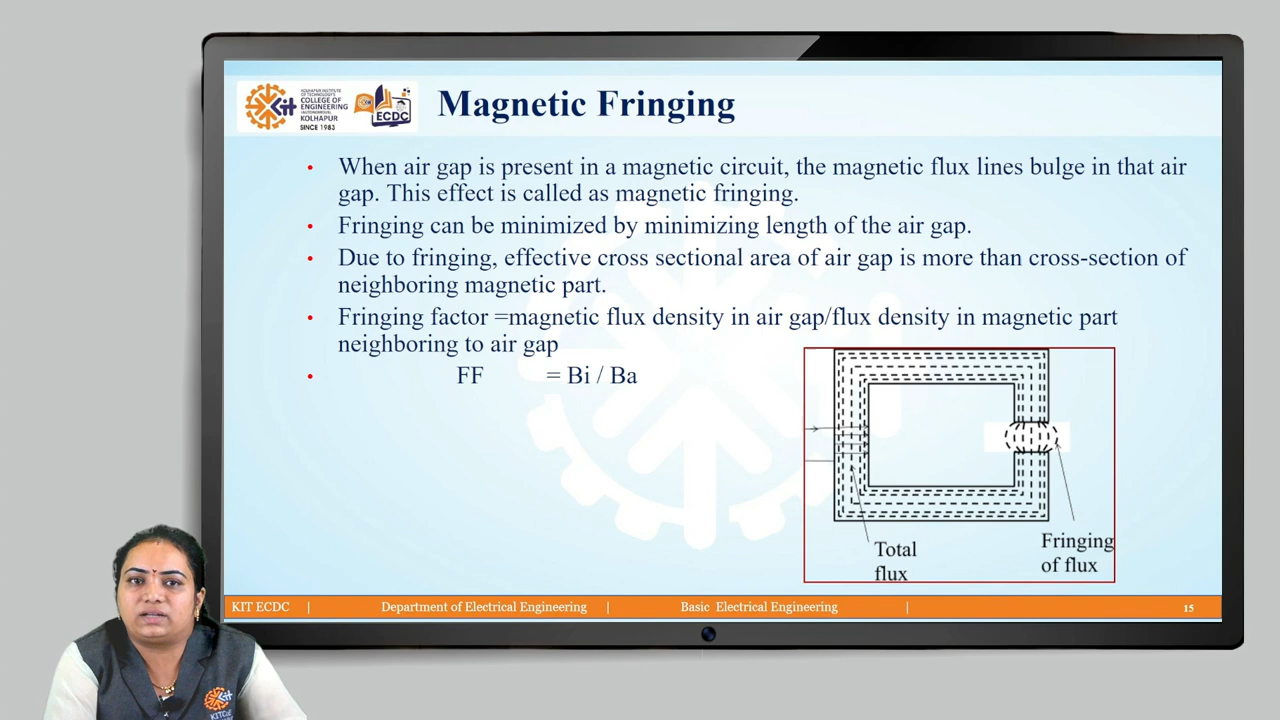 KOLHAPUR INSTITUTE
OF TECHNOLOGY'S
COLLEGE OF
ENGINEERING
(AUTONOMOUS)
KOLHAPUR
SINCE 1983
ECDC
Magnetic Fringing
• When air gap is present in a magnetic circuit, the magnetic flux lines bulge in that air
gap. This effect is called as magnetic fringing.
• Fringing can be minimized by minimizing length of the air gap.
• Due to fringing, effective cross sectional area of air gap is more than cross-section of
neighboring magnetic part.
• Fringing factor =magnetic flux density in air gap/flux density in magnetic part
neighboring to air gap
• FF = Bi / Ba
Total
flux
Fringing
of flux
KIT ECDC | Department of Electrical Engineering | Basic Electrical Engineering | 15